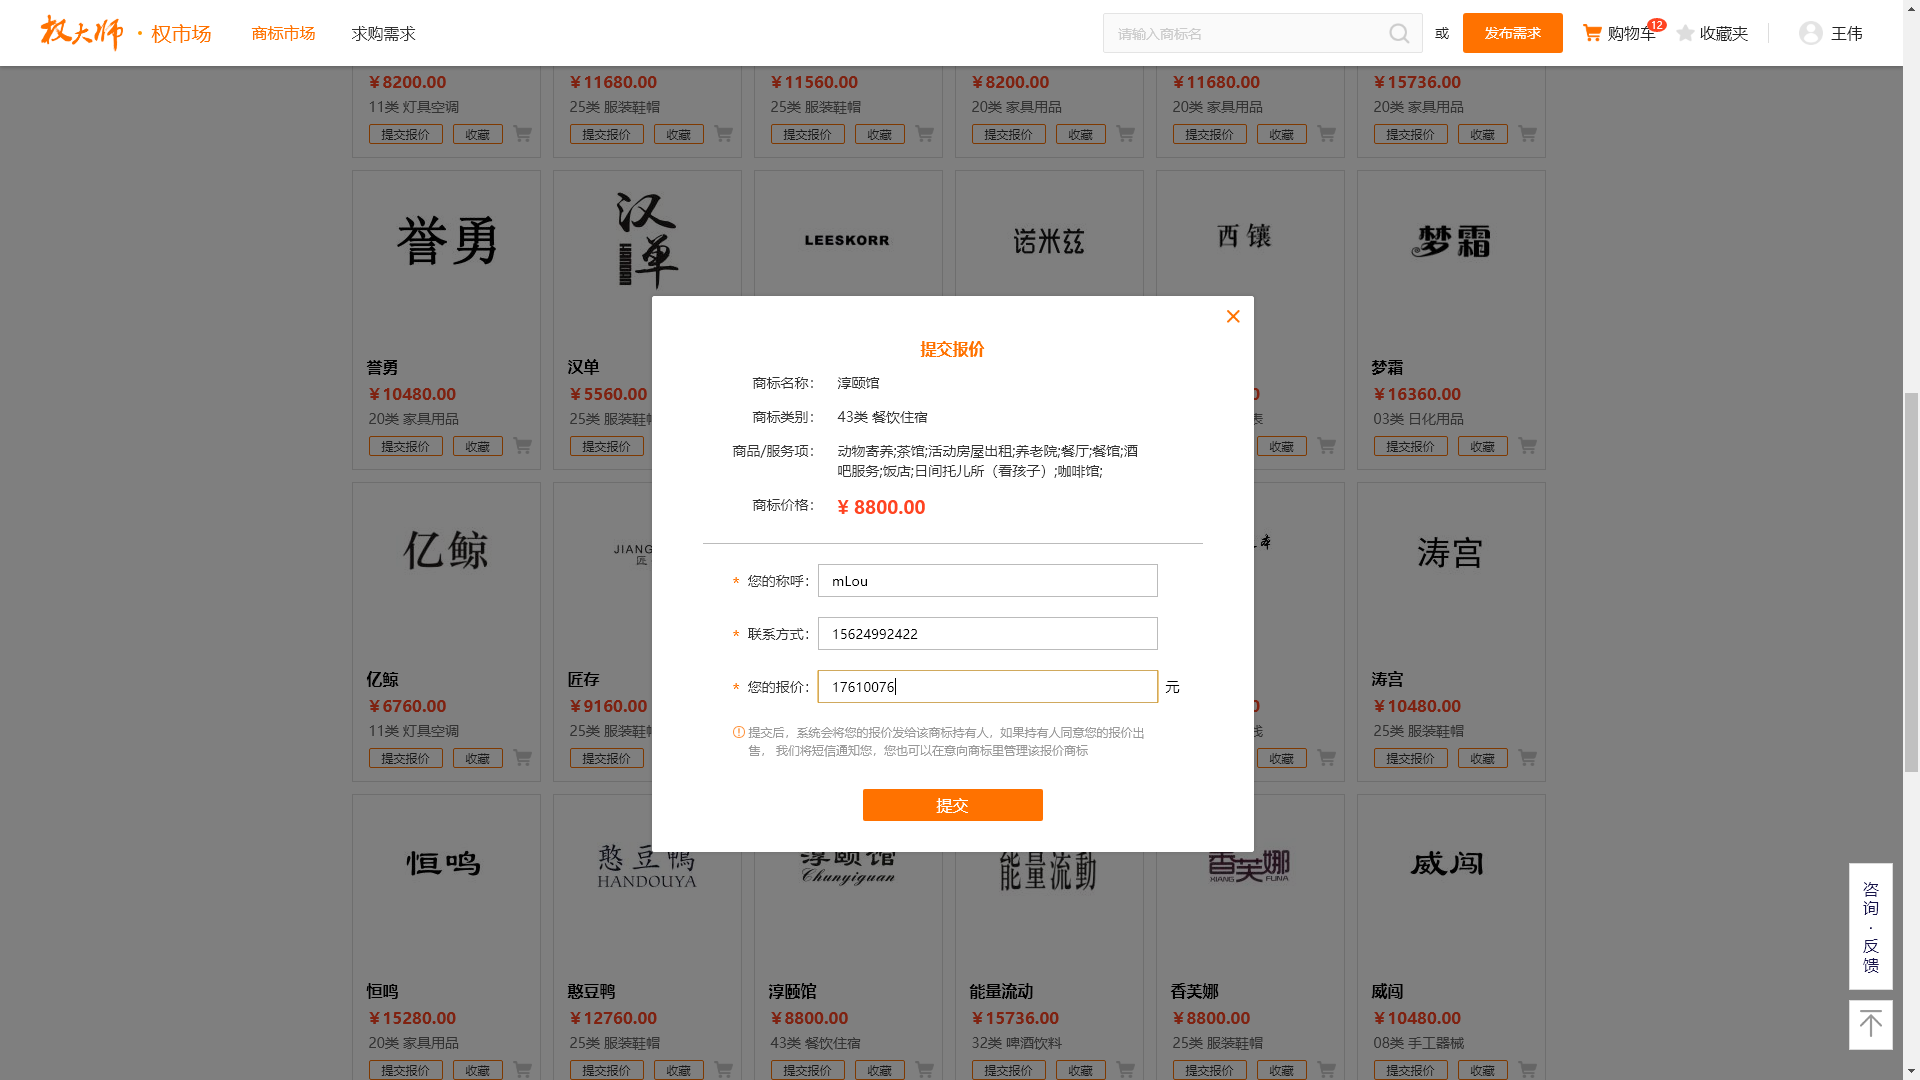 权大师 · 权市场 商标市场 求购需求 请输入商标名 或 发布需求 购物车 12 收藏夹 王伟
¥8200.00 ¥11680.00 ¥11560.00 ¥8200.00 ¥11680.00 ¥15736.00
11类 灯具空调 25类 服装鞋帽 25类 服装鞋帽 20类 家具用品 20类 家具用品 20类 家具用品
提交报价 收藏 提交报价 收藏 提交报价 收藏 提交报价 收藏 提交报价 收藏 提交报价 收藏
誉勇 汉单 HANDAN LEESKORR 诺米兹 西镶 梦霜
誉勇 汉单 梦霜
¥10480.00 ¥5560.00 0 ¥16360.00
20类 家具用品 25类 服装鞋帽 表 03类 日化用品
提交报价 收藏 提交报价 收藏 提交报价 收藏
提交报价
商标名称： 淳颐馆
商标类别： 43类 餐饮住宿
商品/服务项： 动物寄养;茶馆;活动房屋出租;养老院;餐厅;餐馆;酒
吧服务;饭店;日间托儿所（看孩子）;咖啡馆;
商标价格： ¥ 8800.00
* 您的称呼： mLou
* 联系方式： 15624992422
* 您的报价： 17610076 元
提交后，系统会将您的报价发给该商标持有人，如果持有人同意您的报价出
售， 我们将短信通知您，您也可以在意向商标里管理该报价商标
提交
亿鲸 JIANG 匠 本 涛宫
亿鲸 匠存 涛宫
¥6760.00 ¥9160.00 0 ¥10480.00
11类 灯具空调 25类 服装鞋帽 25类 服装鞋帽
提交报价 收藏 提交报价 收藏 提交报价 收藏
恒鸣 憨豆鴨 HANDOUYA 淳颐馆 Chunyiguan 能量流動 香芙娜 XIANG FUNA 威闯
恒鸣 憨豆鸭 淳颐馆 能量流动 香芙娜 威闯
¥15280.00 ¥12760.00 ¥8800.00 ¥15736.00 ¥8800.00 ¥10480.00
20类 家具用品 25类 服装鞋帽 43类 餐饮住宿 32类 啤酒饮料 25类 服装鞋帽 08类 手工器械
提交报价 收藏 提交报价 收藏 提交报价 收藏 提交报价 收藏 提交报价 收藏 提交报价 收藏
咨
询
·
反
馈